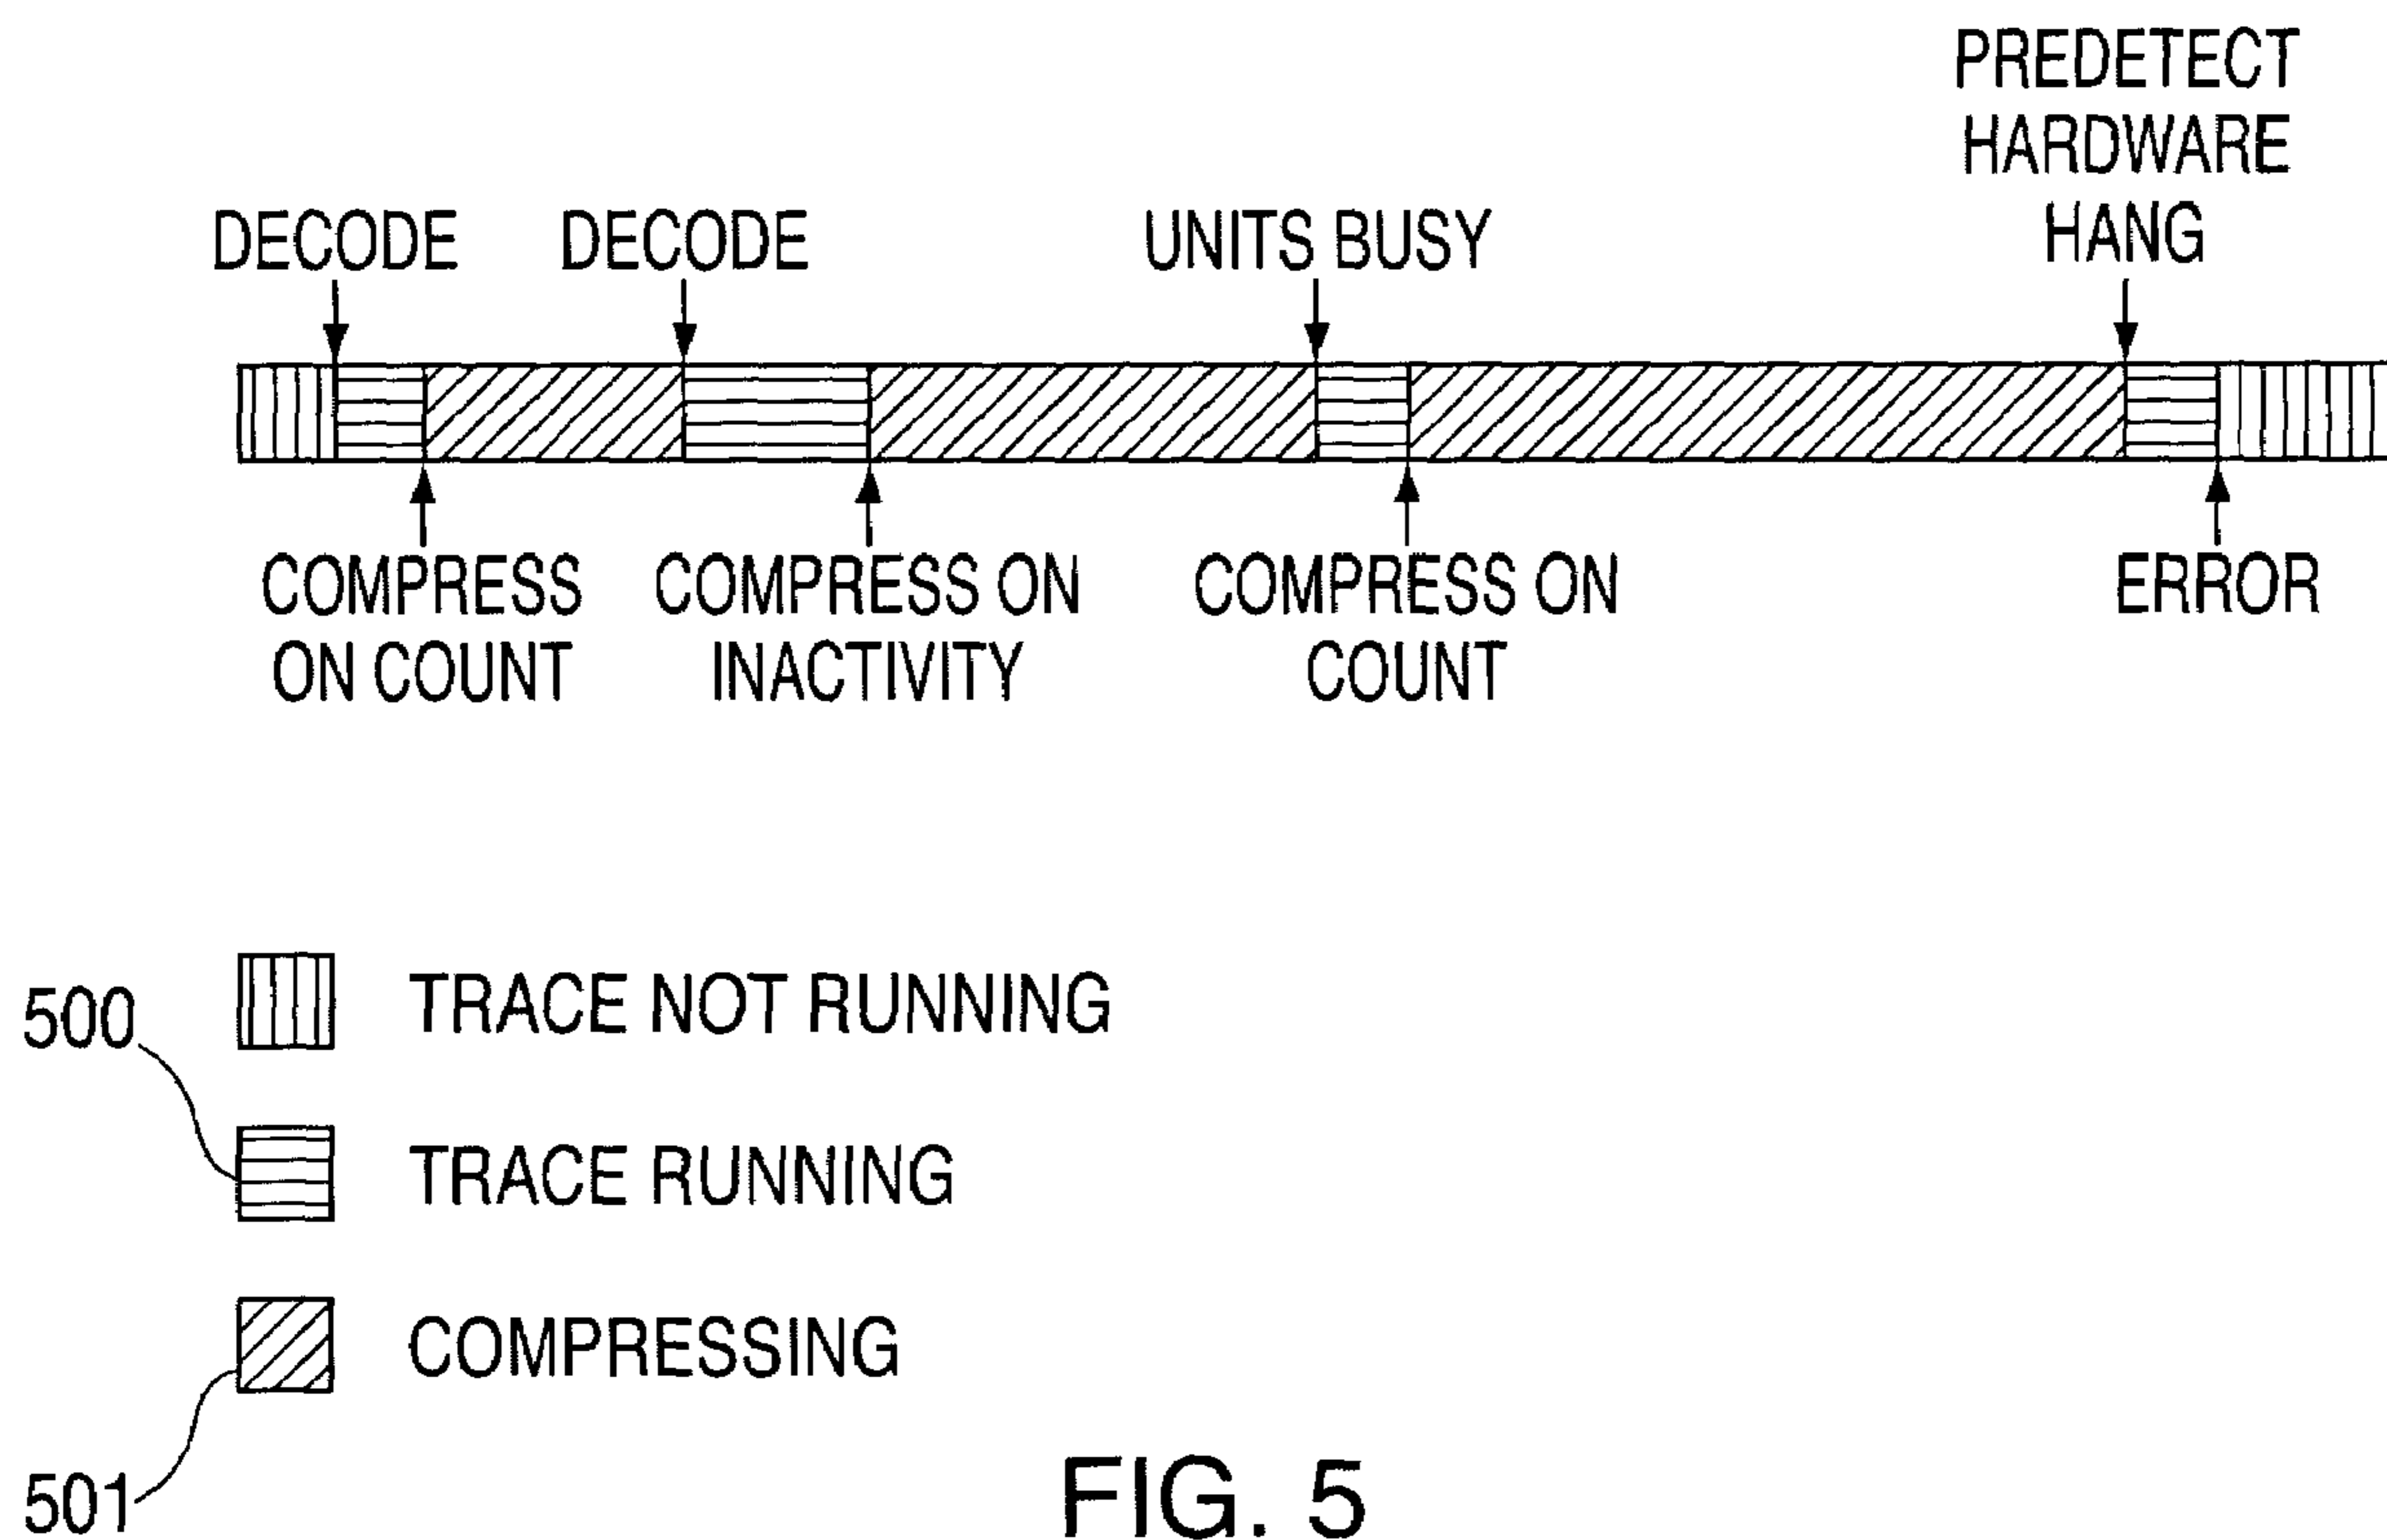 PREDETECT
HARDWARE
HANG
DECODE
DECODE
UNITS BUSY
COMPRESS
ON COUNT
COMPRESS ON
INACTIVITY
COMPRESS ON
COUNT
ERROR
TRACE NOT RUNNING
500
TRACE RUNNING
COMPRESSING
501
FIG. 5